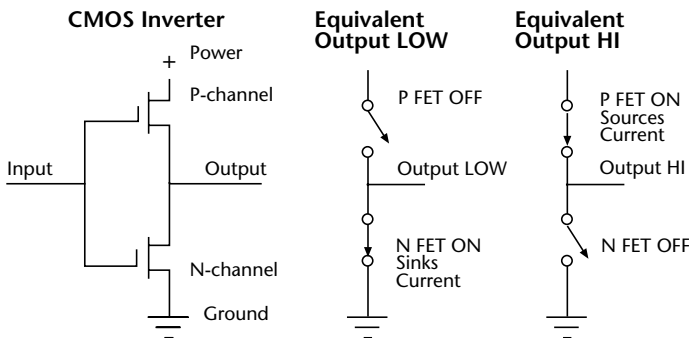 CMOS Inverter
+ Power
P-channel
Input
Output
N-channel
Ground
Equivalent
Output LOW
P FET OFF
Output LOW
N FET ON
Sinks
Current
Equivalent
Output HI
P FET ON
Sources
Current
Output HI
N FET OFF